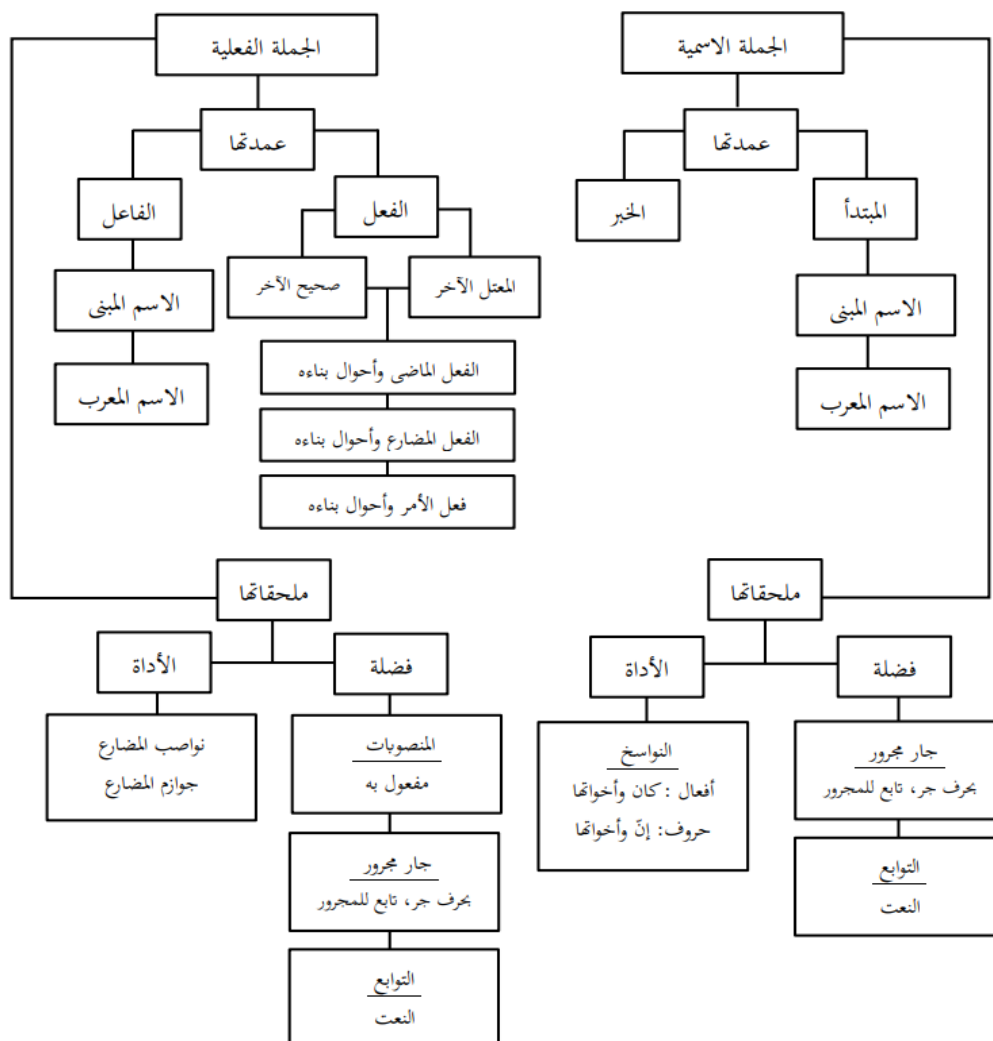 الجملة الاسمية
عمدتها
المبتدأ
الخبر
الاسم المبنى
الاسم المعرب
ملحقاتها
فضلة
الأداة
جار مجرور
بحرف جر، تابع للمجرور
التوابع
النعت
النواسخ
أفعال : كان وأخواتها
حروف: إنّ وأخواتها
الجملة الفعلية
عمدتها
الفعل
الفاعل
المعتل الآخر
صحيح الآخر
الفعل الماضى وأحوال بناءه
الفعل المضارع وأحوال بناءه
فعل الأمر وأحوال بناءه
الاسم المبنى
الاسم المعرب
ملحقاتها
فضلة
الأداة
المنصوبات
مفعول به
جار مجرور
بحرف جر، تابع للمجرور
التوابع
النعت
نواصب المضارع
جوازم المضارع